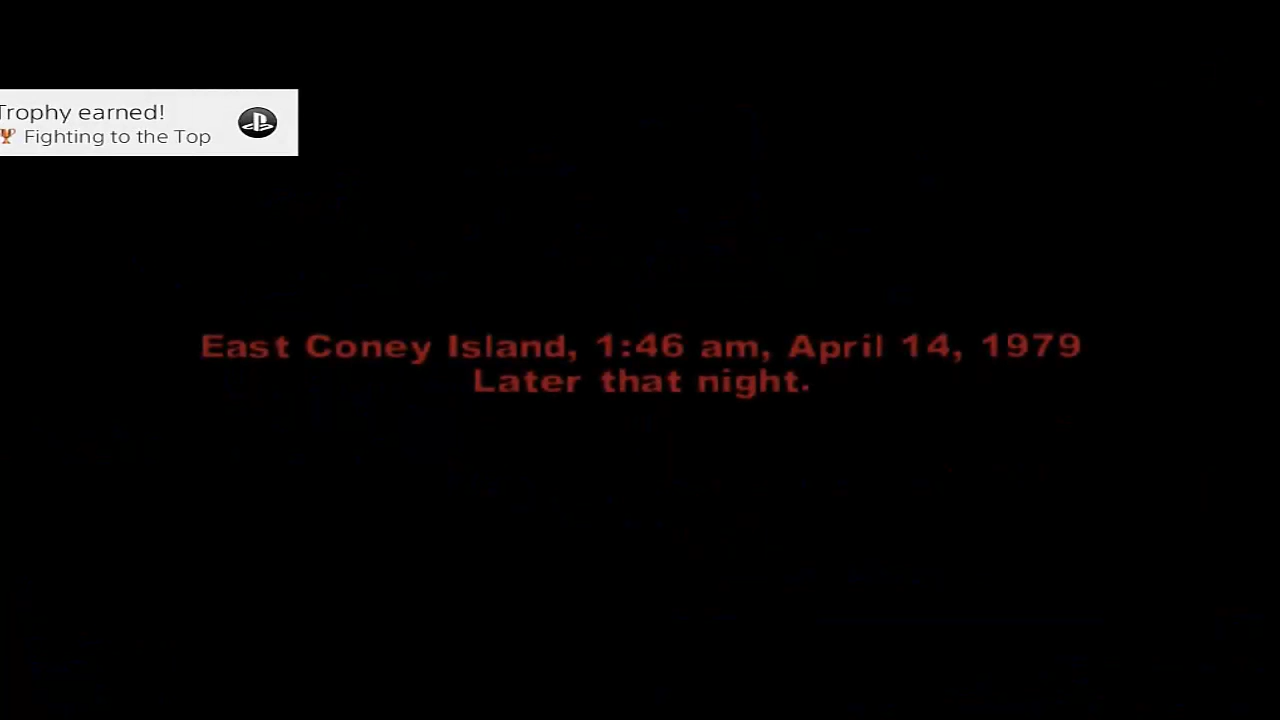 Trophy earned!
Fighting to the Top
East Coney Island, 1:46 am, April 14, 1979
Later that night.